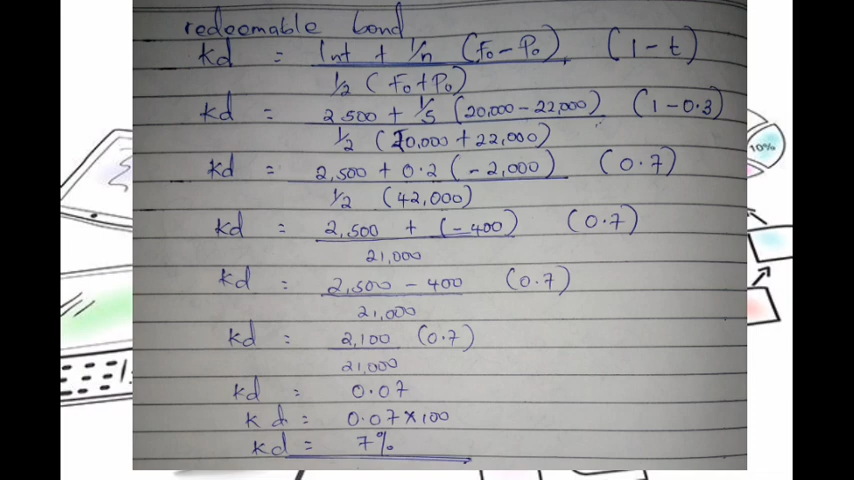 redeemable bond
kd = Int + 1/n (F₀ - P₀) (1 - t)
1/2 (F₀ + P₀)
kd = 2,500 + 1/5 (20,000 - 22,000) (1 - 0.3)
1/2 (20,000 + 22,000)
kd = 2,500 + 0.2 (-2,000) (0.7)
1/2 (42,000)
kd = 2,500 + (-400) (0.7)
21,000
kd = 2,500 - 400 (0.7)
21,000
kd = 2,100 (0.7)
21,000
kd = 0.07
kd = 0.07 × 100
kd = 7%
10%